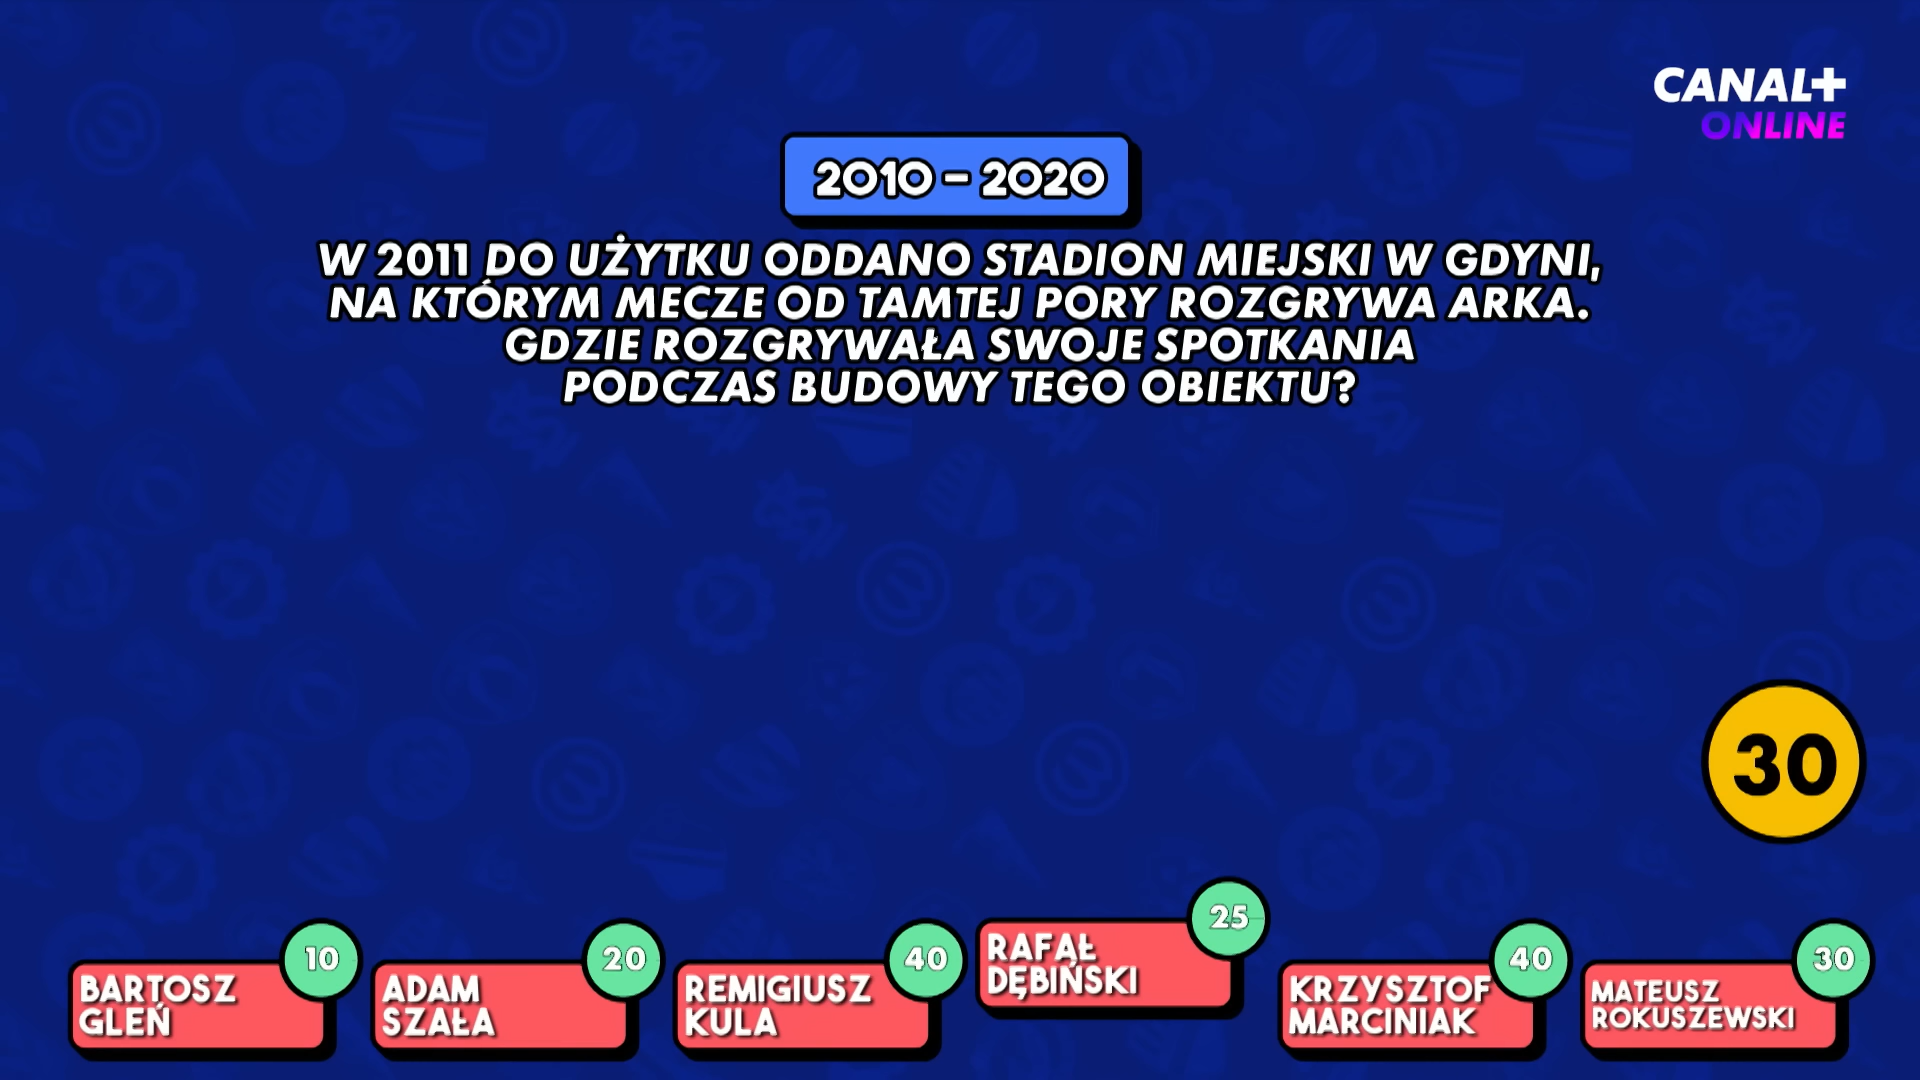 CANAL+
ONLINE
2010 – 2020
W 2011 DO UŻYTKU ODDANO STADION MIEJSKI W GDYNI,
NA KTÓRYM MECZE OD TAMTEJ PORY ROZGRYWA ARKA.
GDZIE ROZGRYWAŁA SWOJE SPOTKANIA
PODCZAS BUDOWY TEGO OBIEKTU?
30
10
BARTOSZ
GLEŃ
20
ADAM
SZAŁA
40
REMIGIUSZ
KULA
25
RAFAŁ
DĘBIŃSKI
40
KRZYSZTOF
MARCINIAK
30
MATEUSZ
ROKUSZEWSKI